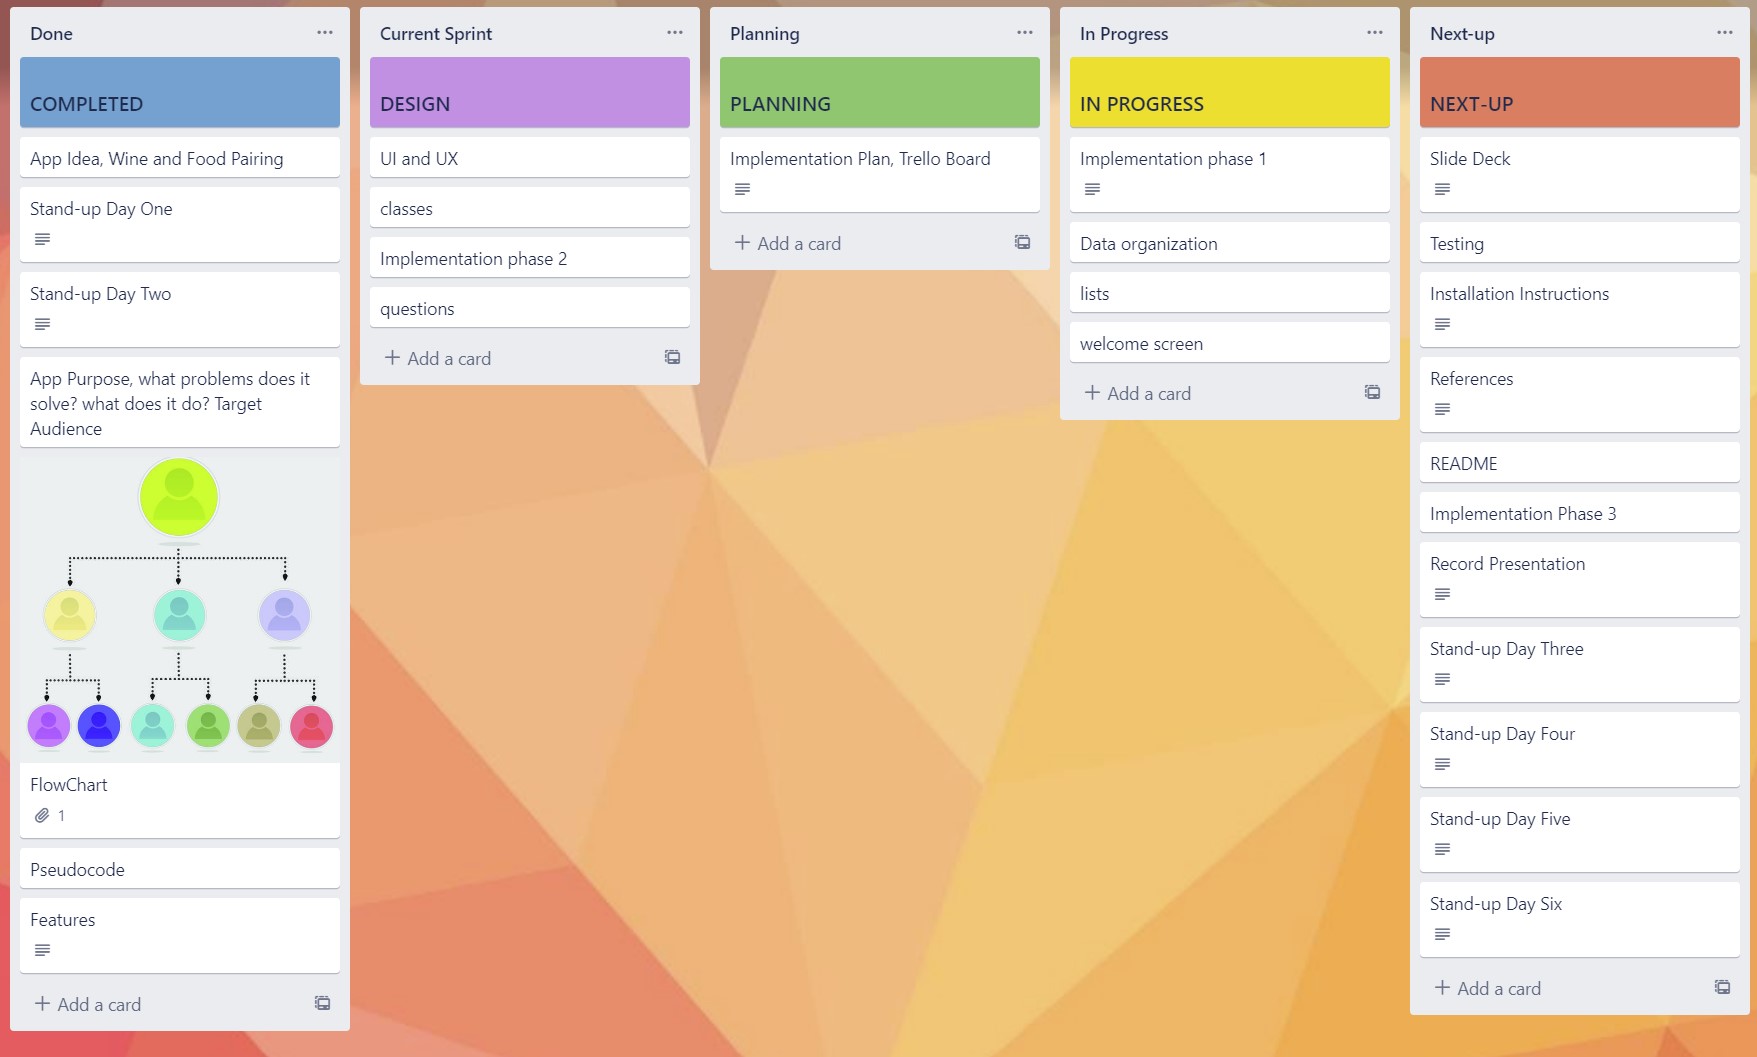 Done
COMPLETED
App Idea, Wine and Food Pairing
Stand-up Day One
Stand-up Day Two
App Purpose, what problems does it
solve? what does it do? Target
Audience
FlowChart
1
Pseudocode
Features
+ Add a card
Current Sprint
DESIGN
UI and UX
classes
Implementation phase 2
questions
+ Add a card
Planning
PLANNING
Implementation Plan, Trello Board
+ Add a card
In Progress
IN PROGRESS
Implementation phase 1
Data organization
lists
welcome screen
+ Add a card
Next-up
NEXT-UP
Slide Deck
Testing
Installation Instructions
References
README
Implementation Phase 3
Record Presentation
Stand-up Day Three
Stand-up Day Four
Stand-up Day Five
Stand-up Day Six
+ Add a card